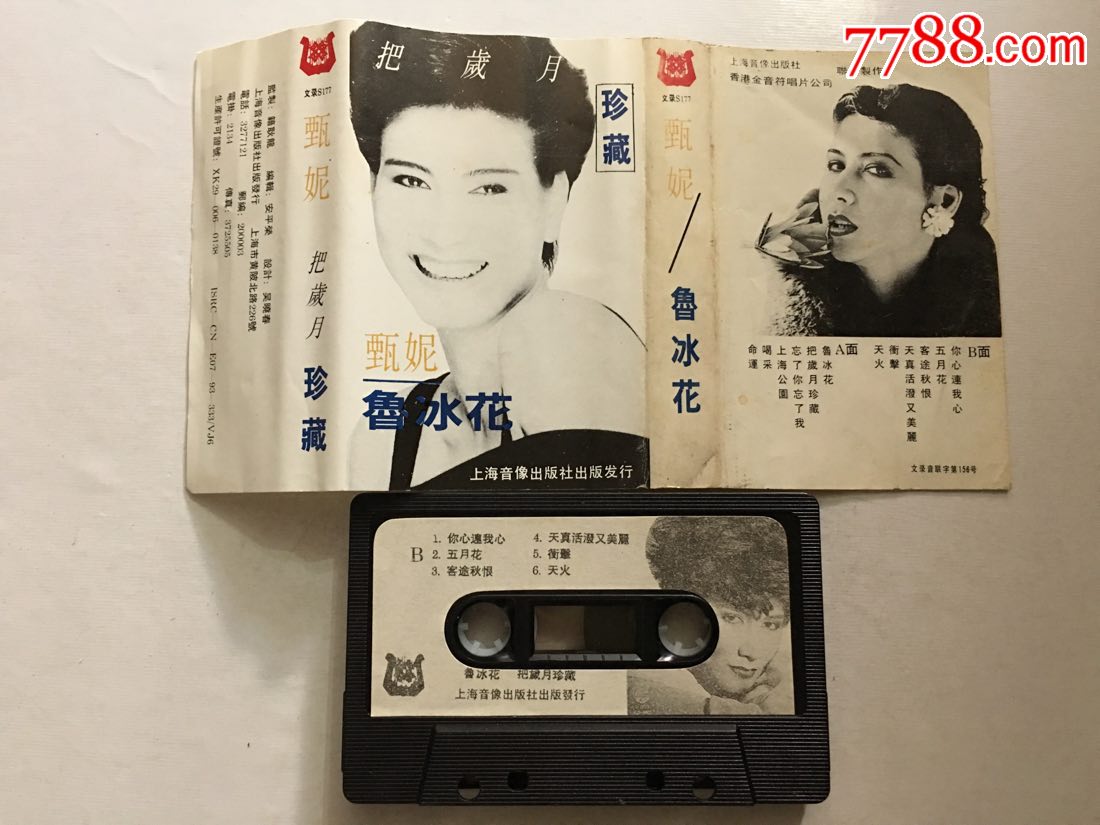 7788.com
監製：籍耿龍　編輯：安平榮　設計：吴曉春
上海音像出版社出版發行　上海市黄陂北路226號
電話：3277121　郵編：200003
電掛：2134　傳真：3725505
生産許可證號：XK29—006—0138　ISRC—CN—E07—93—333/V·J6
文录S177
甄妮　把歲月　珍藏
把歲月
珍藏
甄妮
魯冰花
上海音像出版社出版发行
文录S177
甄妮／魯冰花
上海音像出版社
香港金音符唱片公司
聯 製作
A面
魯冰花
把歲月珍藏
忘了你忘了我
上海公園
喝采
命運
B面
你心連我心
五月花
客途秋恨
天真活潑又美麗
衝擊
天火
文录音联字第156号
B
1. 你心連我心
2. 五月花
3. 客途秋恨
4. 天真活潑又美麗
5. 衝擊
6. 天火
魯冰花　把歲月珍藏
上海音像出版社出版發行